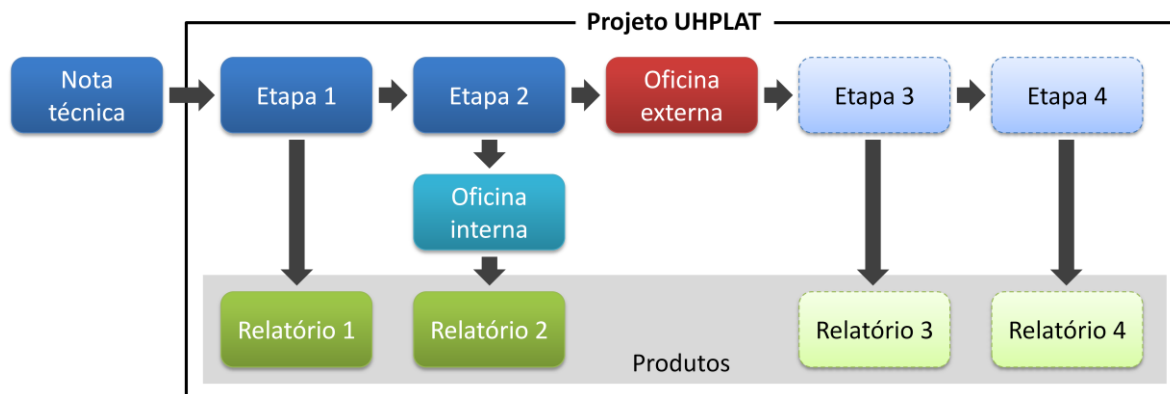 Projeto UHPLAT
Nota
técnica
Etapa 1
Etapa 2
Oficina
externa
Etapa 3
Etapa 4
Oficina
interna
Relatório 1
Relatório 2
Relatório 3
Relatório 4
Produtos